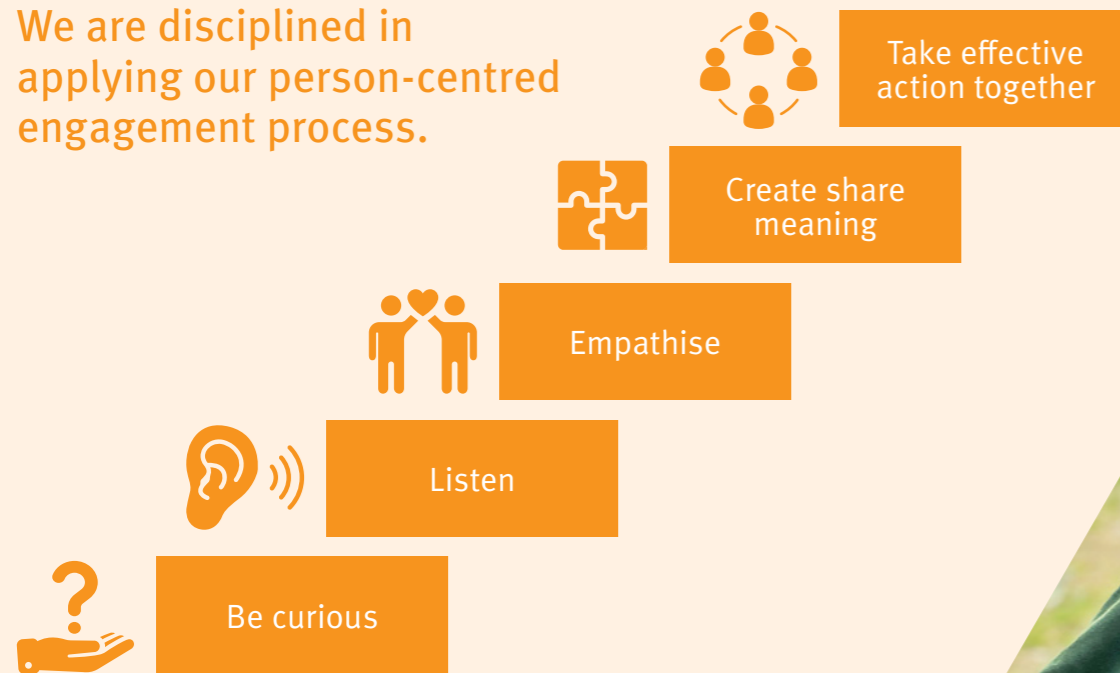 We are disciplined in
applying our person-centred
engagement process.
Take effective
action together
Create share
meaning
Empathise
Listen
Be curious